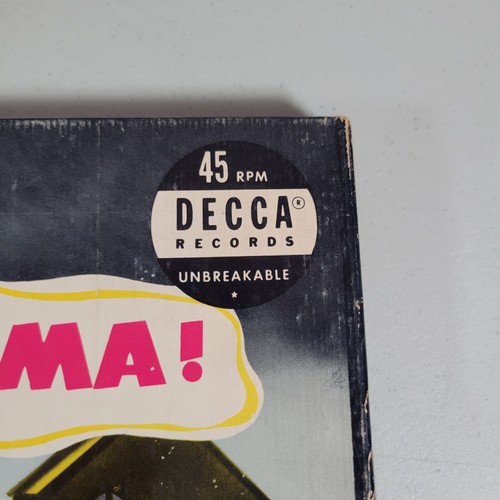 45 RPM
DECCA®
RECORDS
UNBREAKABLE
MA!